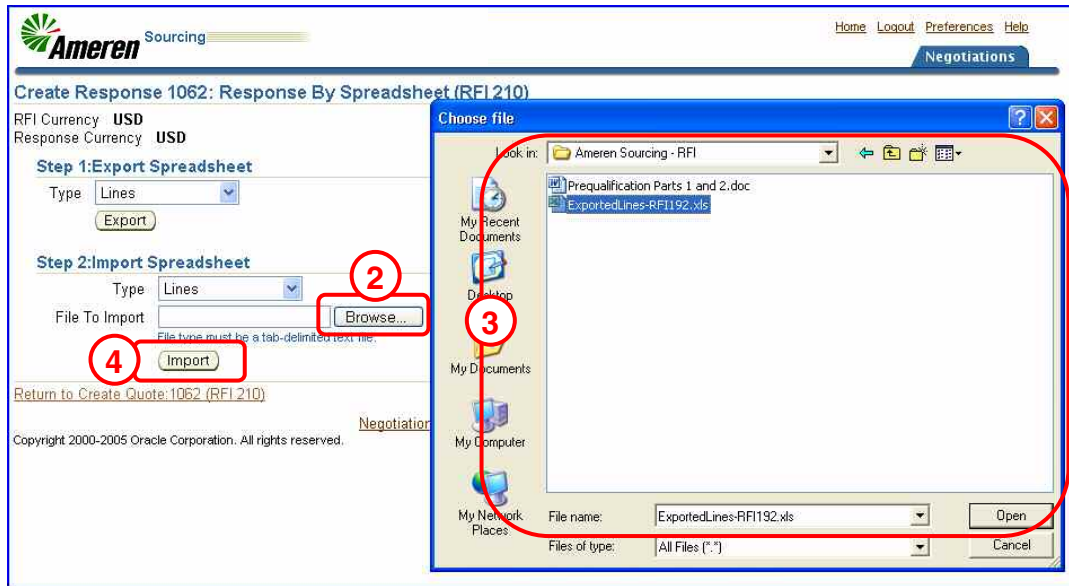 Ameren Sourcing
Home Logout Preferences Help
Negotiations
Create Response 1062: Response By Spreadsheet (RFI 210)
RFI Currency USD
Response Currency USD
Step 1:Export Spreadsheet
Type Lines
Export
Step 2:Import Spreadsheet
Type Lines
2
File To Import Browse...
File type must be a tab-delimited text file.
4
Import
Return to Create Quote:1062 (RFI 210)
Negotiation
Copyright 2000-2005 Oracle Corporation. All rights reserved.
Choose file
Look in: Ameren Sourcing - RFI
Prequalification Parts 1 and 2.doc
ExportedLines-RFI192.xls
My Recent
Documents
Desktop
3
My Documents
My Computer
My Network
Places
File name: ExportedLines-RFI192.xls Open
Files of type: All Files (*.*) Cancel